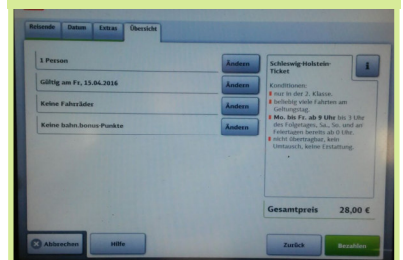 Reisende Datum Extras Übersicht
1 Person Ändern
Gültig am Fr, 15.04.2016 Ändern
Keine Fahrräder Ändern
Keine bahn.bonus-Punkte Ändern
Schleswig-Holstein-
Ticket
i
Konditionen:
nur in der 2. Klasse.
beliebig viele Fahrten am
Geltungstag.
Mo. bis Fr. ab 9 Uhr bis 3 Uhr
des Folgetages, Sa., So. und an
Feiertagen bereits ab 0 Uhr.
nicht übertragbar, kein
Umtausch, keine Erstattung.
Gesamtpreis 28,00 €
Abbrechen Hilfe Zurück Bezahlen